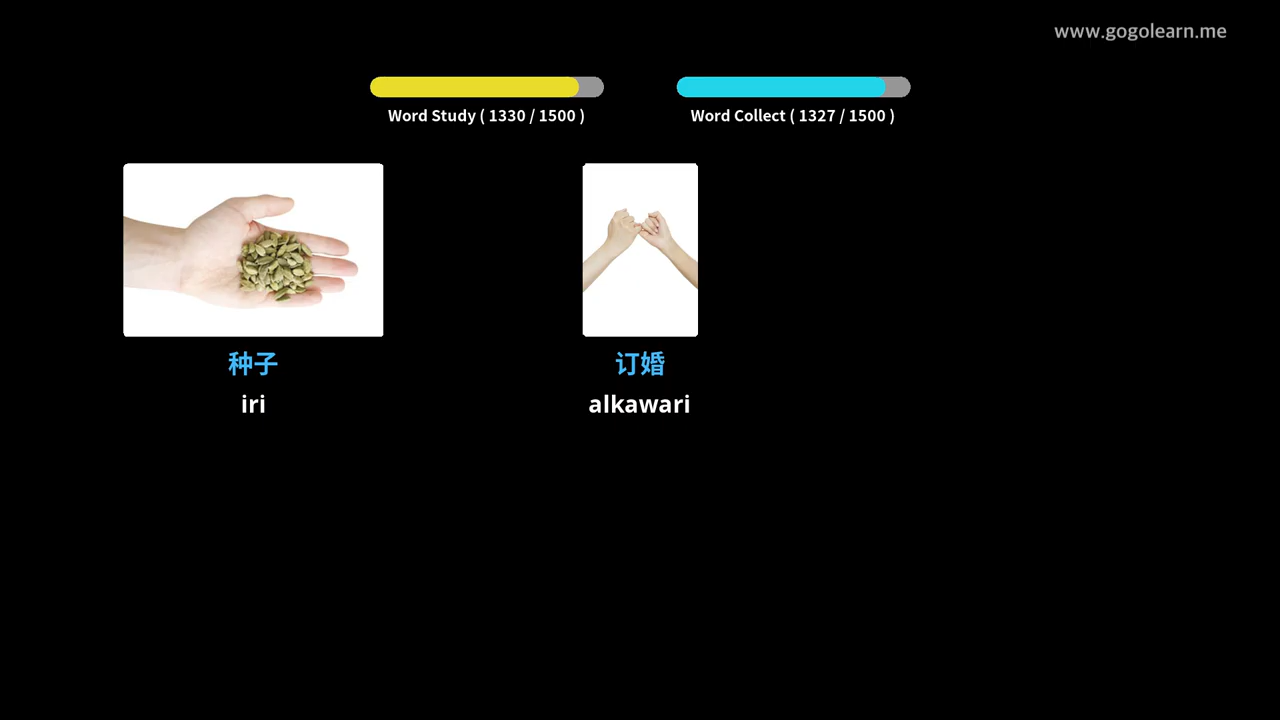 www.gogolearn.me
Word Study ( 1330 / 1500 )
Word Collect ( 1327 / 1500 )
种子
iri
订婚
alkawari